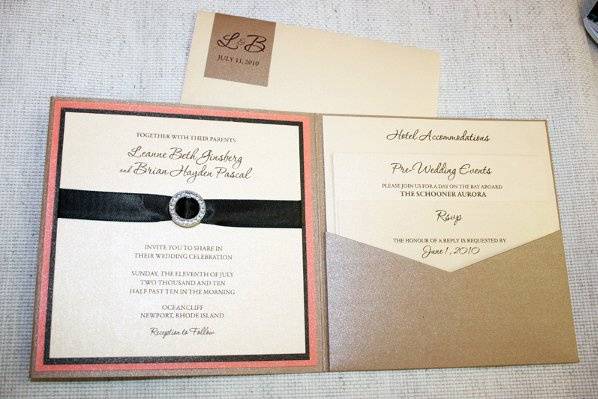 L & B
JULY 11, 2010
TOGETHER WITH THEIR PARENTS
Leanne Beth Ginsberg
and Brian Hayden Pascal
INVITE YOU TO SHARE IN
THEIR WEDDING CELEBRATION
SUNDAY, THE ELEVENTH OF JULY
TWO THOUSAND AND TEN
HALF PAST TEN IN THE MORNING
OCEANCLIFF
NEWPORT, RHODE ISLAND
Reception to Follow
Hotel Accommodations
Pre-Wedding Events
PLEASE JOIN US FOR A DAY ON THE BAY ABOARD
THE SCHOONER AURORA
Rsvp
THE HONOUR OF A REPLY IS REQUESTED BY
June 1, 2010